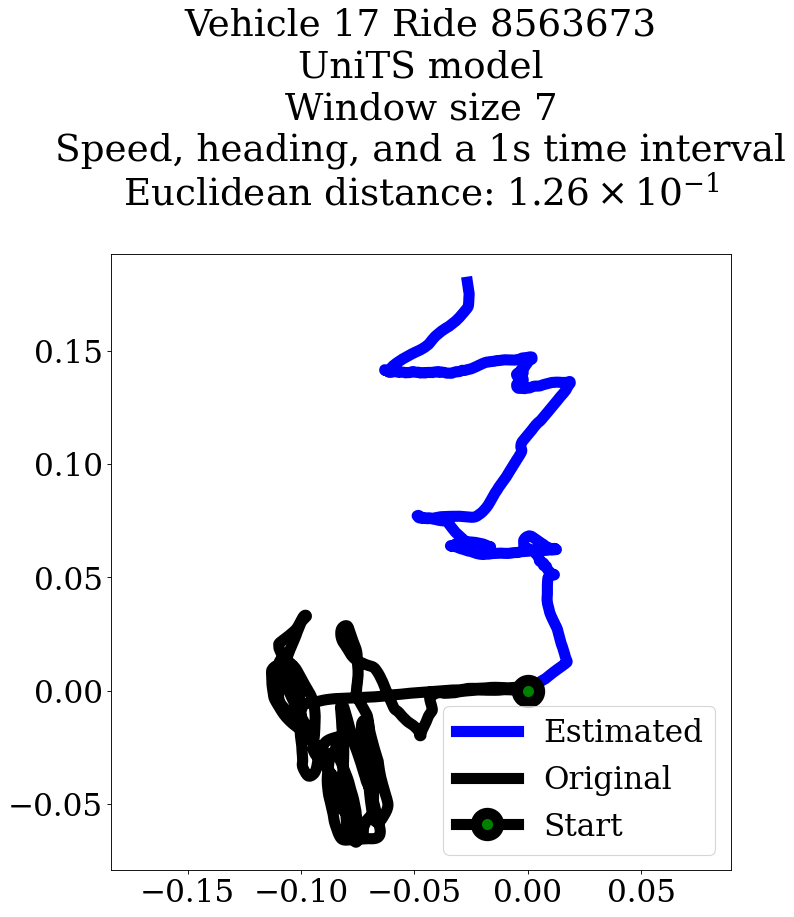 Vehicle 17 Ride 8563673
UniTS model
Window size 7
Speed, heading, and a 1s time interval
Euclidean distance: 1.26 × 10⁻¹
0.15
0.10
0.05
0.00
−0.05
Estimated
Original
Start
−0.15 −0.10 −0.05 0.00 0.05